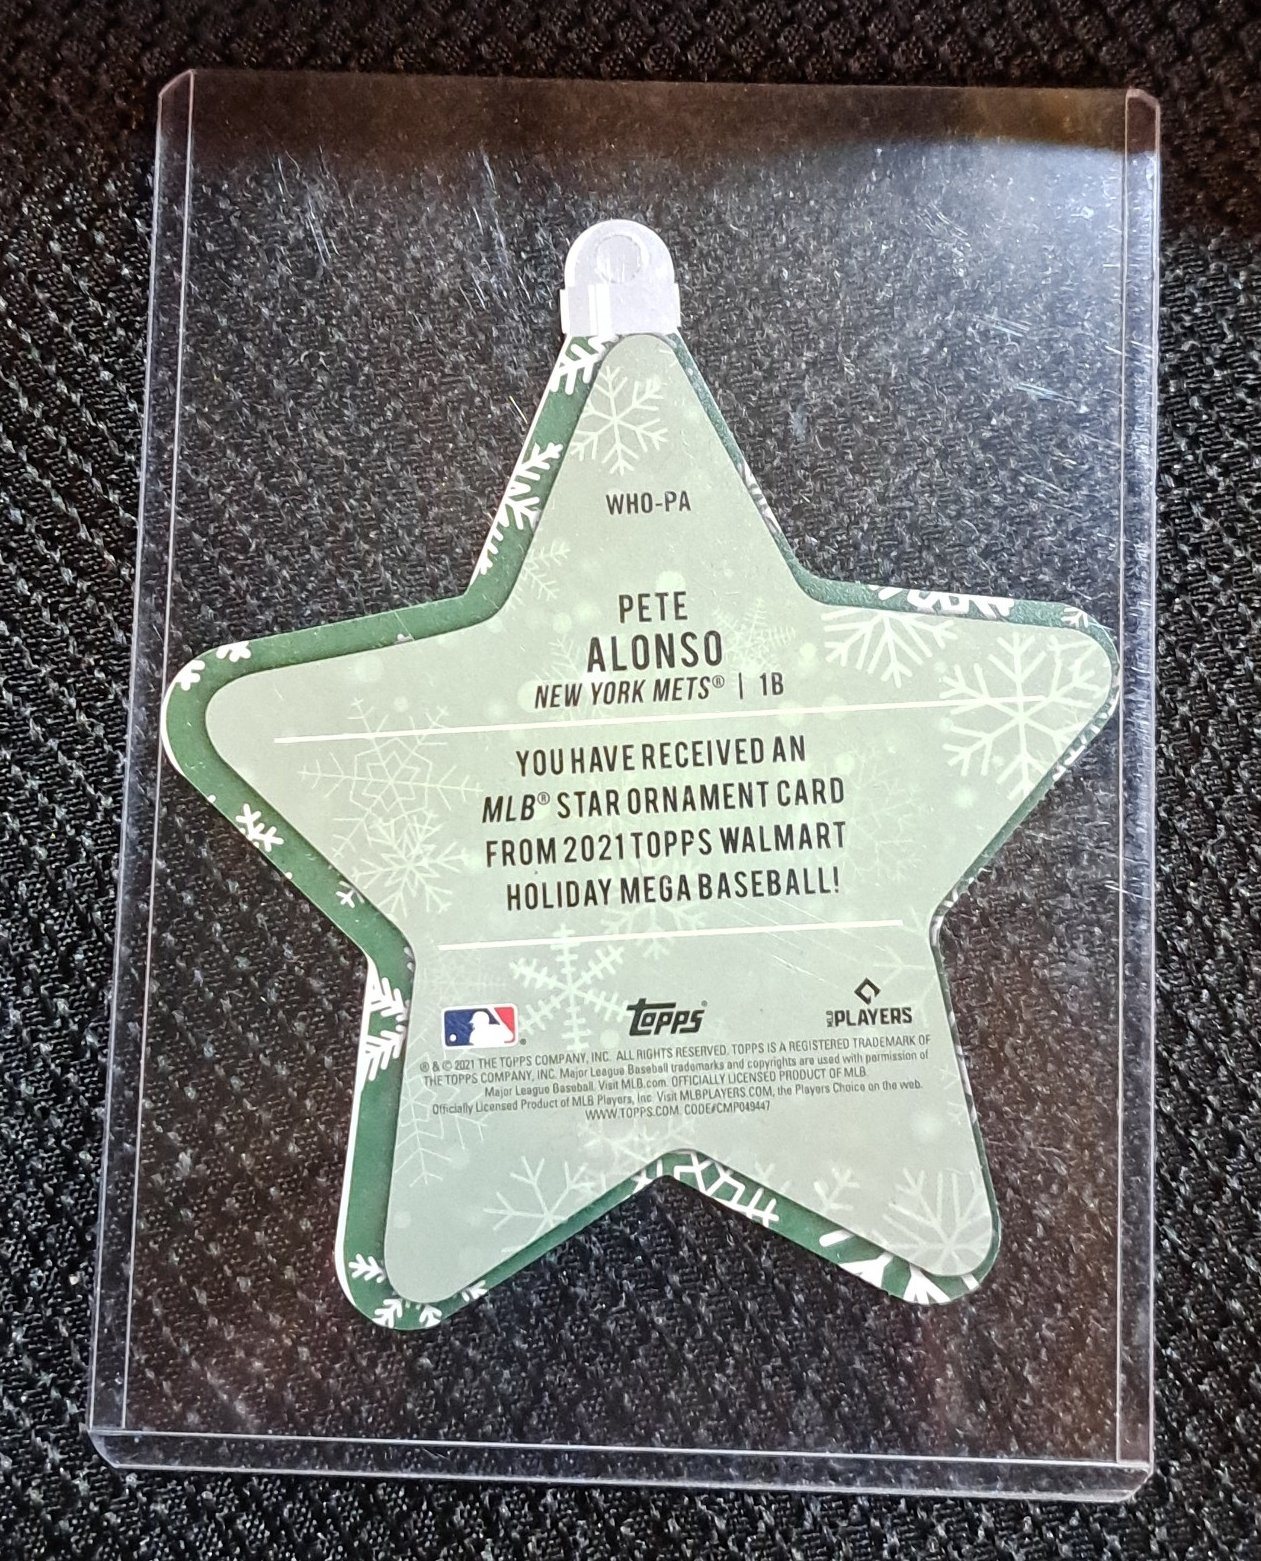 WHO-PA
PETE
ALONSO
NEW YORK METS® | 1B
YOU HAVE RECEIVED AN
MLB® STAR ORNAMENT CARD
FROM 2021 TOPPS WALMART
HOLIDAY MEGA BASEBALL!
topps®
PLAYERS
® & © 2021 THE TOPPS COMPANY, INC. ALL RIGHTS RESERVED. TOPPS IS A REGISTERED TRADEMARK OF
THE TOPPS COMPANY, INC. Major League Baseball trademarks and copyrights are used with permission of
Major League Baseball. Visit MLB.com. OFFICIALLY LICENSED PRODUCT OF MLB.
Officially Licensed Product of MLB Players, Inc. Visit MLBPLAYERS.COM, the Players Choice on the web.
WWW.TOPPS.COM. CODE#CMP049447